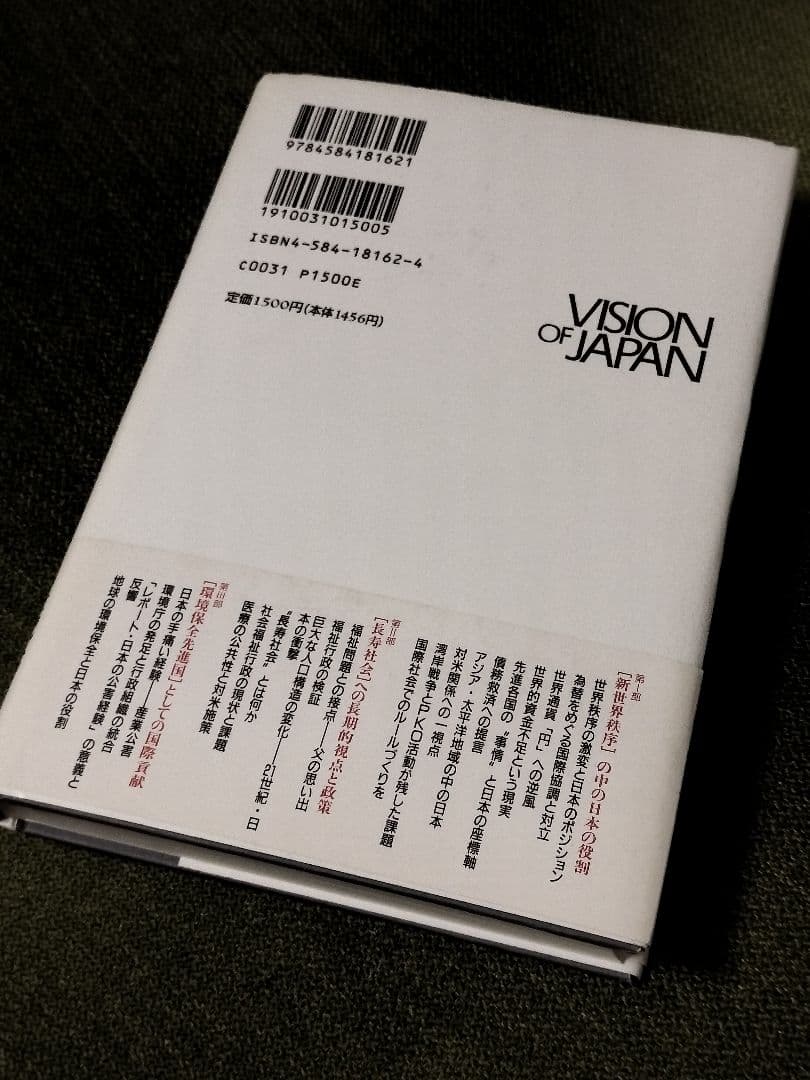 9784584181621
1910031015005
ISBN4-584-18162-4
C0031 P1500E
定価1500円(本体1456円)
VISION
OF JAPAN
第Ⅰ部
[新世界秩序]の中の日本の役割
世界秩序の激変と日本のポジション
為替をめぐる国際協調と対立
世界通貨「円」への逆風
世界的資金不足という現実
先進各国の〝事情〟と日本の座標軸
債務救済への提言
アジア・太平洋地域の中の日本
対米関係への一視点
湾岸戦争とPKO活動が残した課題
国際社会でのルールづくりを
第Ⅱ部
[長寿社会]への長期的視点と政策
福祉問題との接点——父の思い出
福祉行政の検証
巨大な人口構造の変化——21世紀・日
本の衝撃
〝長寿社会〟とは何か
社会福祉行政の現状と課題
医療の公共性と対米施策
第Ⅲ部
[環境保全先進国]としての国際貢献
日本の手痛い経験——産業公害
環境庁の発足と行政組織の統合
「レポート・日本の公害経験」の意義と
反響
地球の環境保全と日本の役割